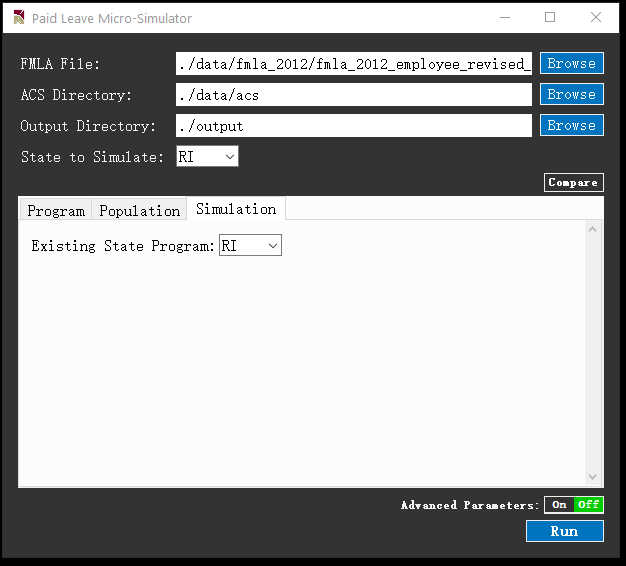 Paid Leave Micro-Simulator
FMLA File: ./data/fmla_2012/fmla_2012_employee_revised_ Browse
ACS Directory: ./data/acs Browse
Output Directory: ./output Browse
State to Simulate: RI
Compare
Program Population Simulation
Existing State Program: RI
Advanced Parameters: On Off
Run